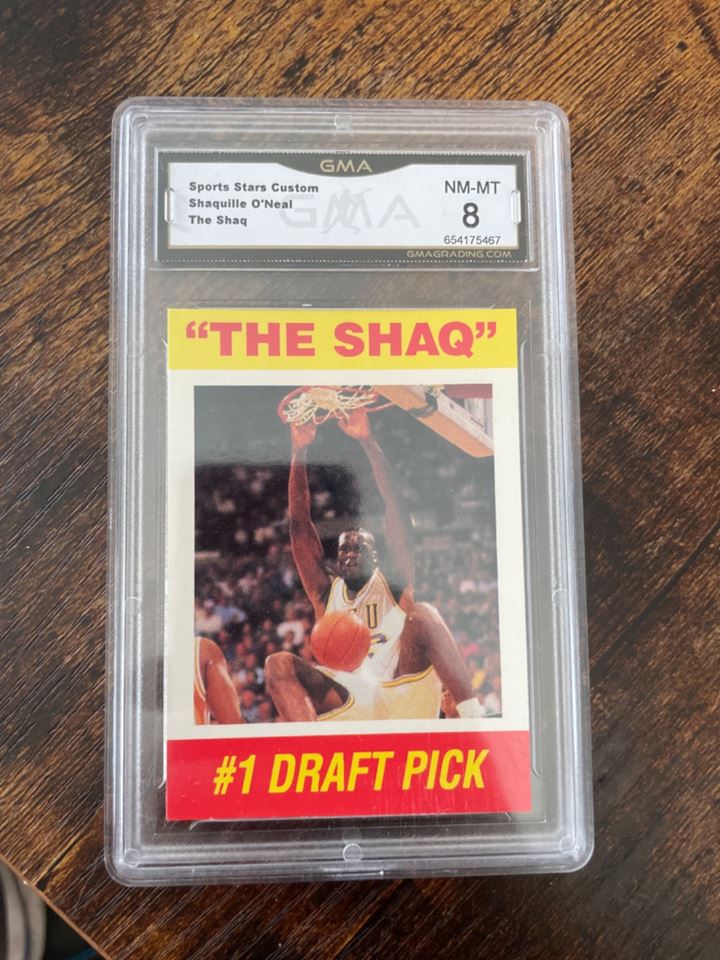 GMA
Sports Stars Custom
Shaquille O'Neal
The Shaq
GMA
NM-MT
8
654175467
GMAGRADING.COM
“THE SHAQ”
U
#1 DRAFT PICK